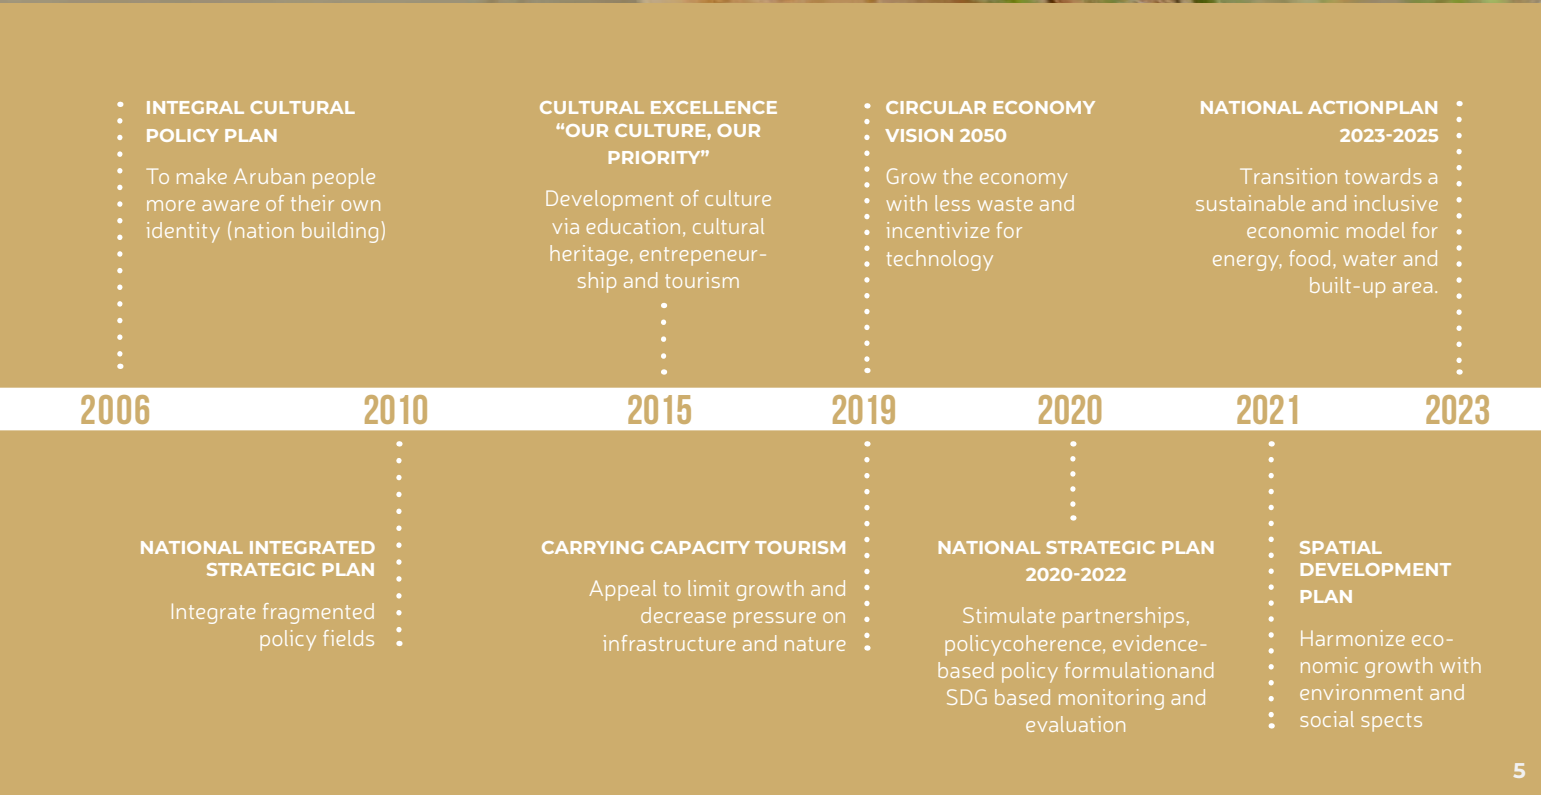 INTEGRAL CULTURAL
POLICY PLAN
To make Aruban people
more aware of their own
identity (nation building)
CULTURAL EXCELLENCE
“OUR CULTURE, OUR
PRIORITY”
Development of culture
via education, cultural
heritage, entrepeneur-
ship and tourism
CIRCULAR ECONOMY
VISION 2050
Grow the economy
with less waste and
incentivize for
technology
NATIONAL ACTIONPLAN
2023-2025
Transition towards a
sustainable and inclusive
economic model for
energy, food, water and
built-up area.
2006
2010
2015
2019
2020
2021
2023
NATIONAL INTEGRATED
STRATEGIC PLAN
Integrate fragmented
policy fields
CARRYING CAPACITY TOURISM
Appeal to limit growth and
decrease pressure on
infrastructure and nature
NATIONAL STRATEGIC PLAN
2020-2022
Stimulate partnerships,
policycoherence, evidence-
based policy formulationand
SDG based monitoring and
evaluation
SPATIAL
DEVELOPMENT
PLAN
Harmonize eco-
nomic growth with
environment and
social spects
5